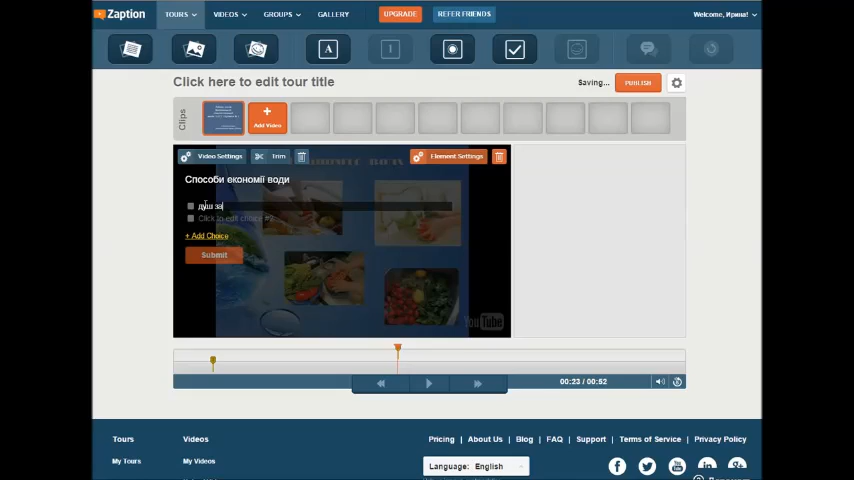 Zaption
TOURS VIDEOS GROUPS GALLERY UPGRADE REFER FRIENDS Welcome, Ирина!
A
Click here to edit tour title Saving... PUBLISH
Clips
+
Add Video
Video Settings Trim Element Settings
Способи економії води
душ за
Click to edit choice #2
+ Add Choice
Submit
YouTube
00:23 / 00:52
Tours Videos Pricing | About Us | Blog | FAQ | Support | Terms of Service | Privacy Policy
My Tours My Videos
Language: English